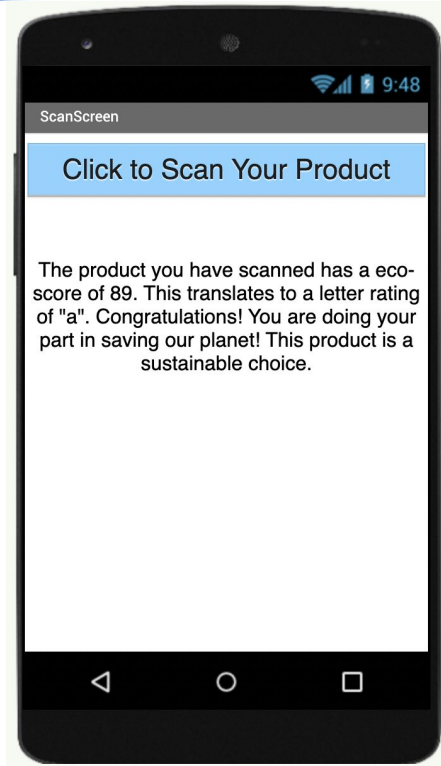 9:48
ScanScreen
Click to Scan Your Product
The product you have scanned has a eco-
score of 89. This translates to a letter rating
of "a". Congratulations! You are doing your
part in saving our planet! This product is a
sustainable choice.